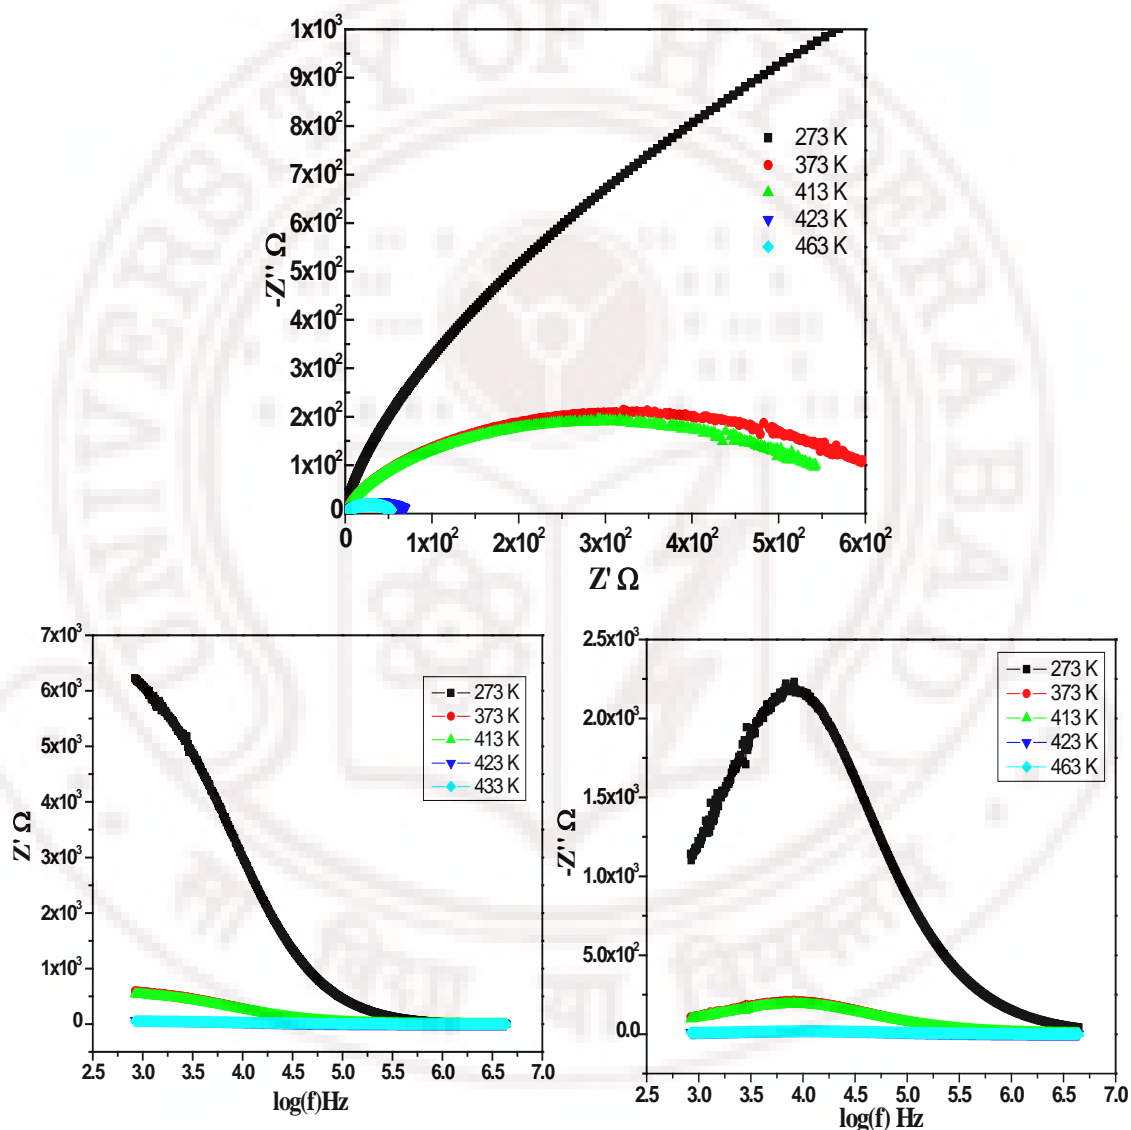 1x10³
9x10²
8x10²
7x10²
6x10²
5x10²
4x10²
3x10²
2x10²
1x10²
0
-Z'' Ω
273 K
373 K
413 K
423 K
463 K
0 1x10² 2x10² 3x10² 4x10² 5x10² 6x10²
Z' Ω
7x10³
6x10³
5x10³
4x10³
3x10³
2x10³
1x10³
0
Z' Ω
273 K
373 K
413 K
423 K
433 K
2.5 3.0 3.5 4.0 4.5 5.0 5.5 6.0 6.5 7.0
log(f)Hz
2.5x10³
2.0x10³
1.5x10³
1.0x10³
5.0x10²
0.0
-Z'' Ω
273 K
373 K
413 K
423 K
463 K
2.5 3.0 3.5 4.0 4.5 5.0 5.5 6.0 6.5 7.0
log(f) Hz
UNIVERSITY OF HYDERABAD